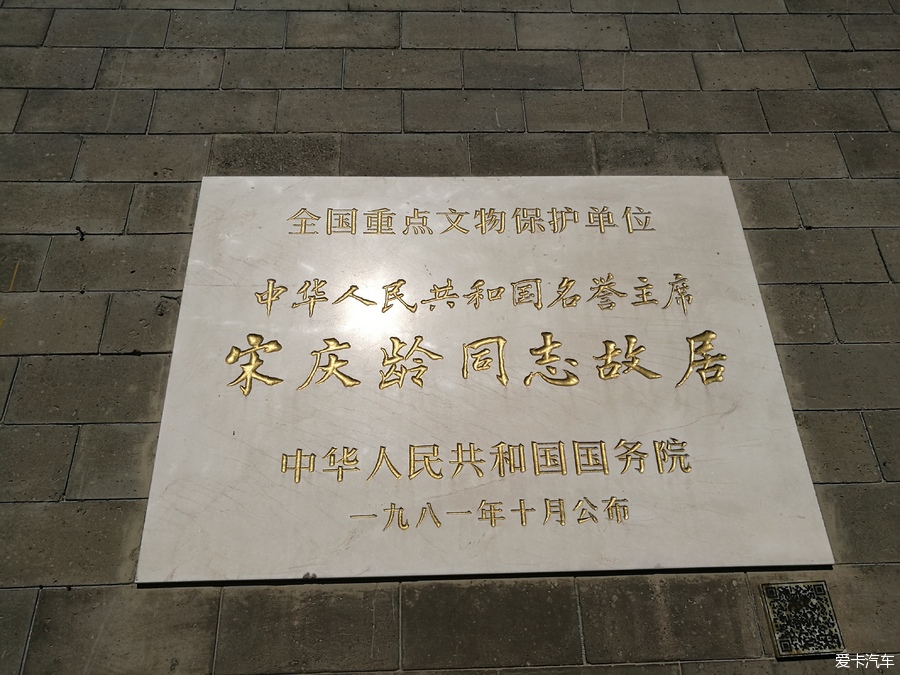 全国重点文物保护单位
中华人民共和国名誉主席
宋庆龄同志故居
中华人民共和国国务院
一九八一年十月公布
爱卡汽车